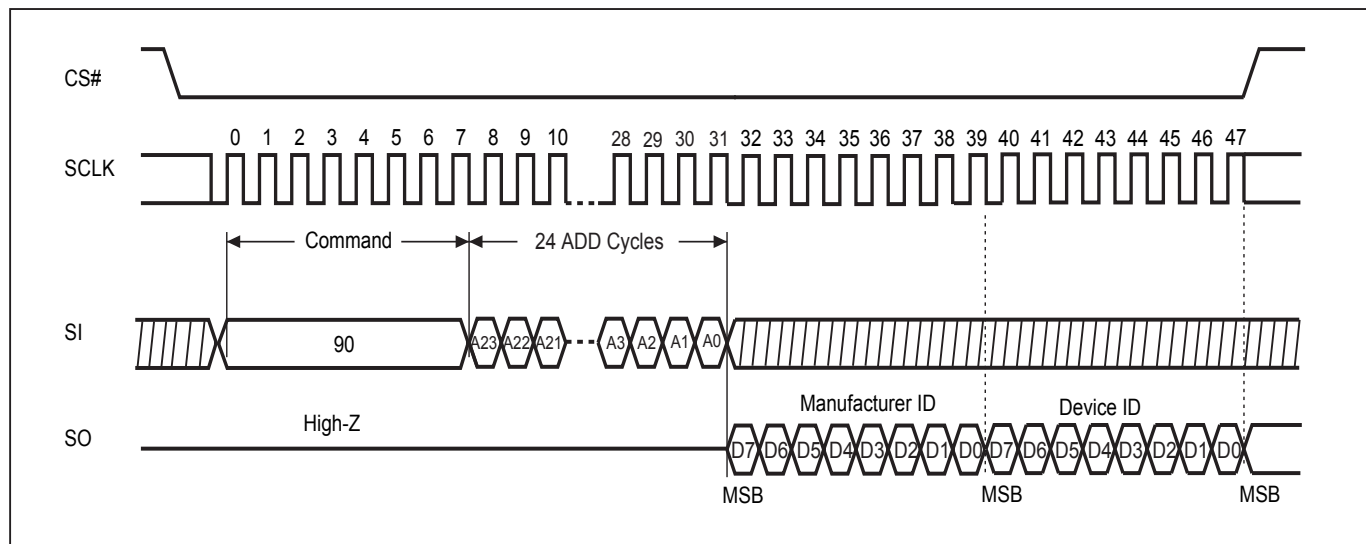 CS#
0 1 2 3 4 5 6 7 8 9 10 28 29 30 31 32 33 34 35 36 37 38 39 40 41 42 43 44 45 46 47
SCLK
Command 24 ADD Cycles
SI 90 A23 A22 A21 A3 A2 A1 A0
High-Z Manufacturer ID Device ID
SO D7 D6 D5 D4 D3 D2 D1 D0 D7 D6 D5 D4 D3 D2 D1 D0
MSB MSB MSB